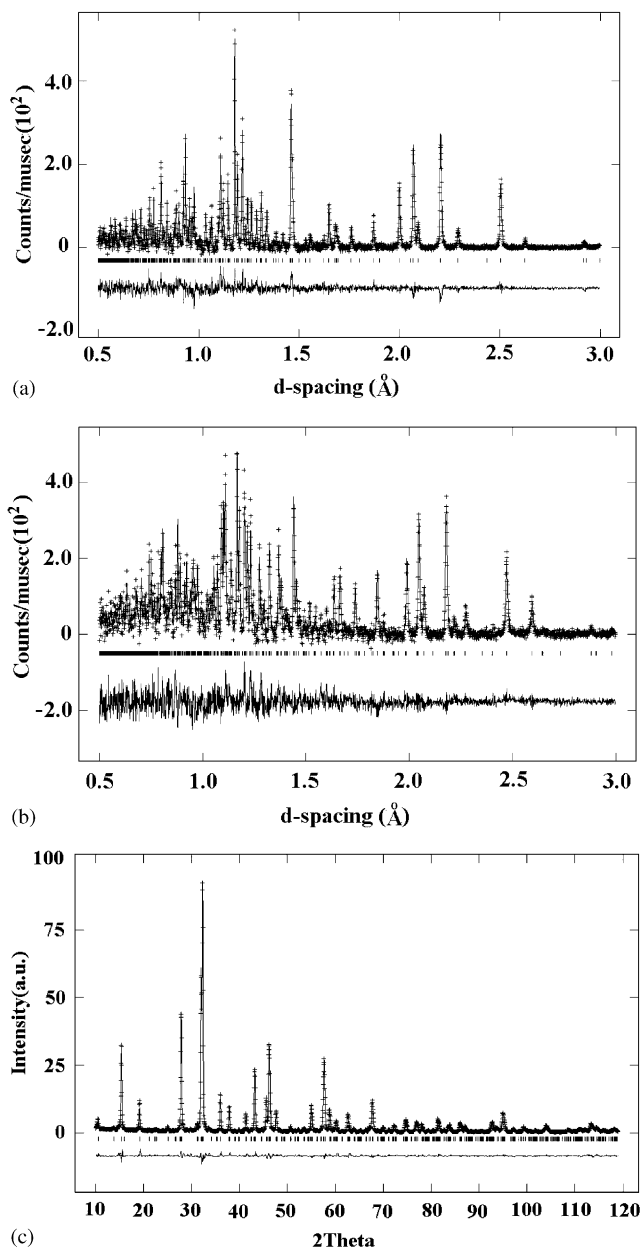 Counts/musec(10²)
4.0
2.0
0
-2.0
0.5 1.0 1.5 2.0 2.5 3.0
d-spacing (Å)
(a)
Counts/musec(10²)
4.0
2.0
0
-2.0
0.5 1.0 1.5 2.0 2.5 3.0
d-spacing (Å)
(b)
Intensity(a.u.)
100
75
50
25
0
10 20 30 40 50 60 70 80 90 100 110 120
2Theta
(c)